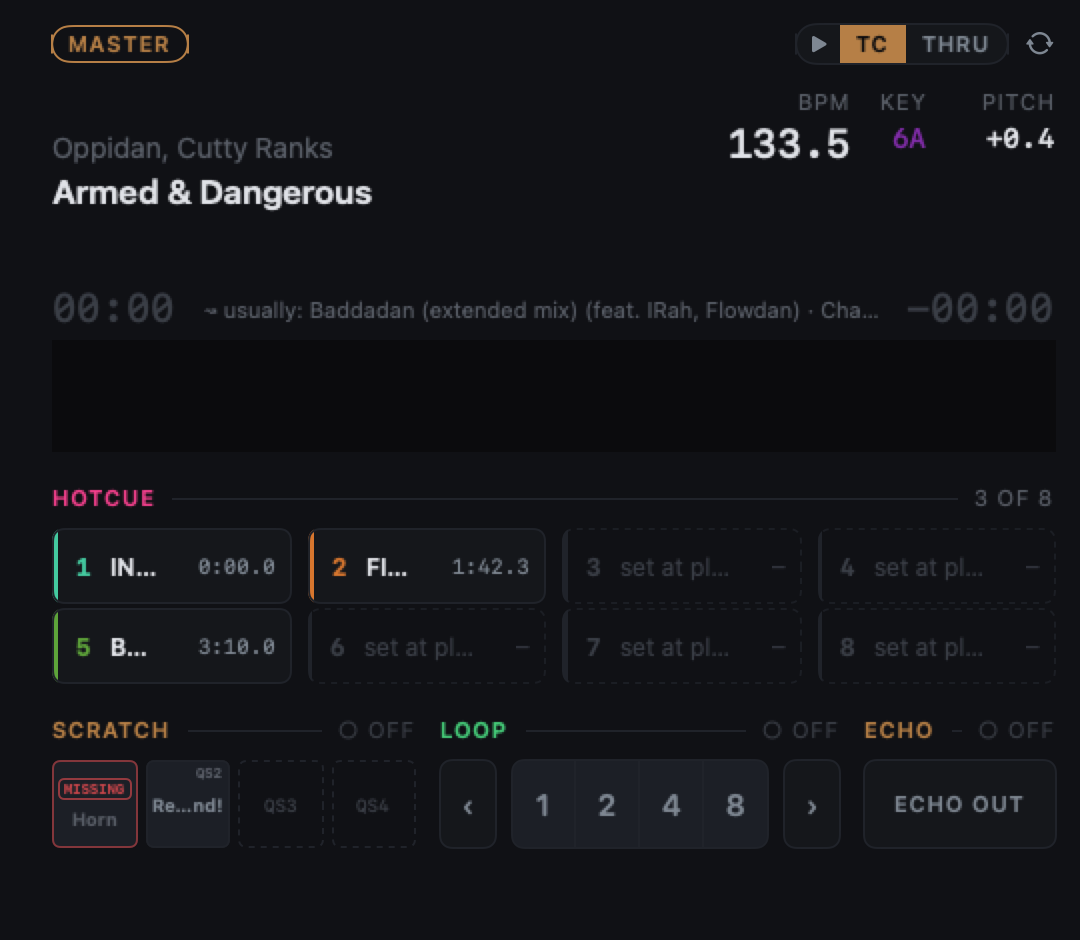 MASTER
TC THRU
BPM KEY PITCH
133.5 6A +0.4
Oppidan, Cutty Ranks
Armed & Dangerous
00:00 ↝ usually: Baddadan (extended mix) (feat. IRah, Flowdan) · Cha... −00:00
HOTCUE 3 OF 8
1 IN... 0:00.0
2 FI... 1:42.3
3 set at pl... —
4 set at pl... —
5 B... 3:10.0
6 set at pl... —
7 set at pl... —
8 set at pl... —
SCRATCH OFF
LOOP OFF
ECHO OFF
MISSING
Horn
QS2
Re...nd!
QS3
QS4
‹ 1 2 4 8 ›
ECHO OUT